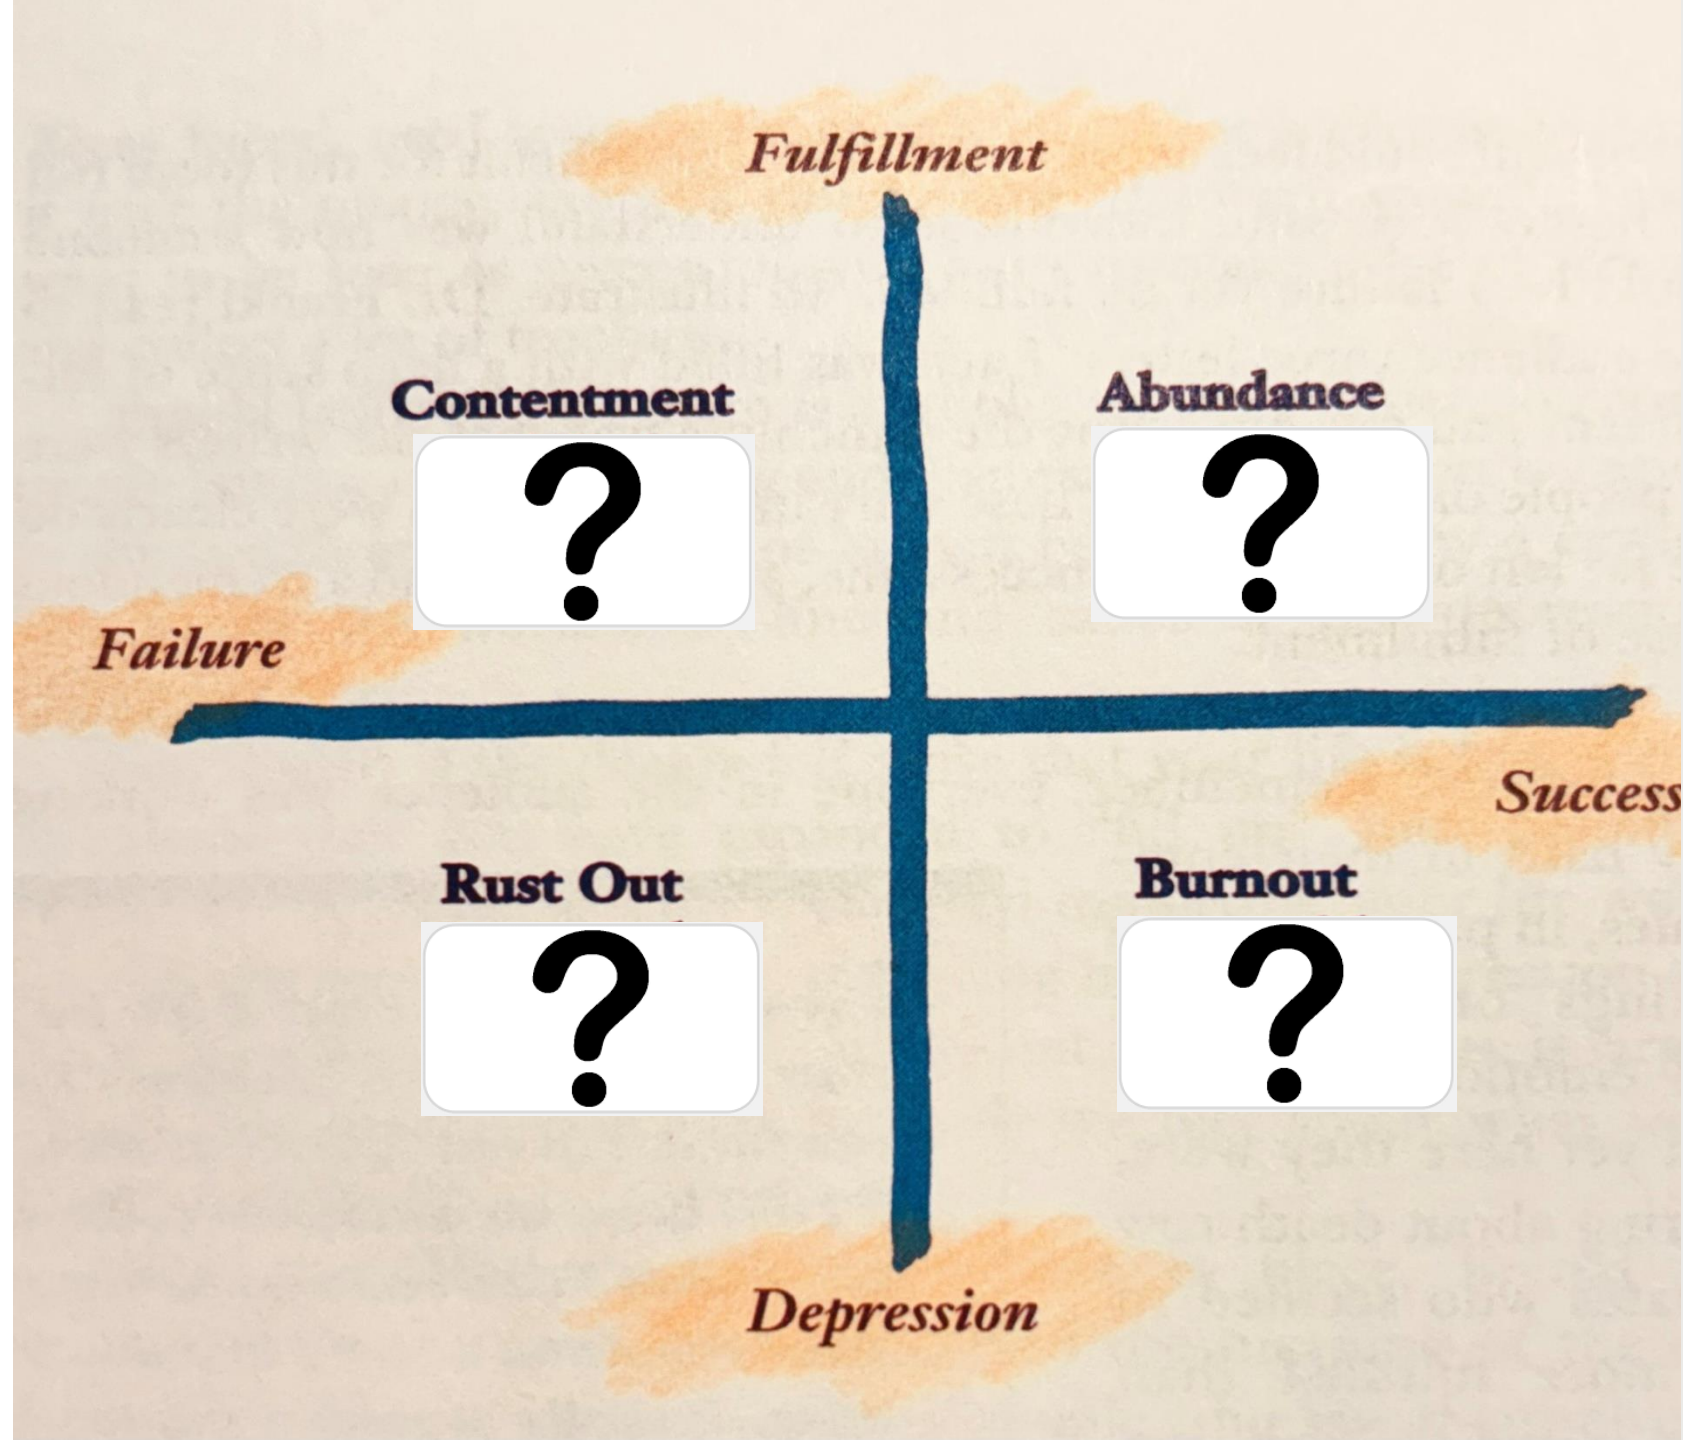 Fulfillment
Contentment
Abundance
?
?
Failure
Success
Rust Out
Burnout
?
?
Depression